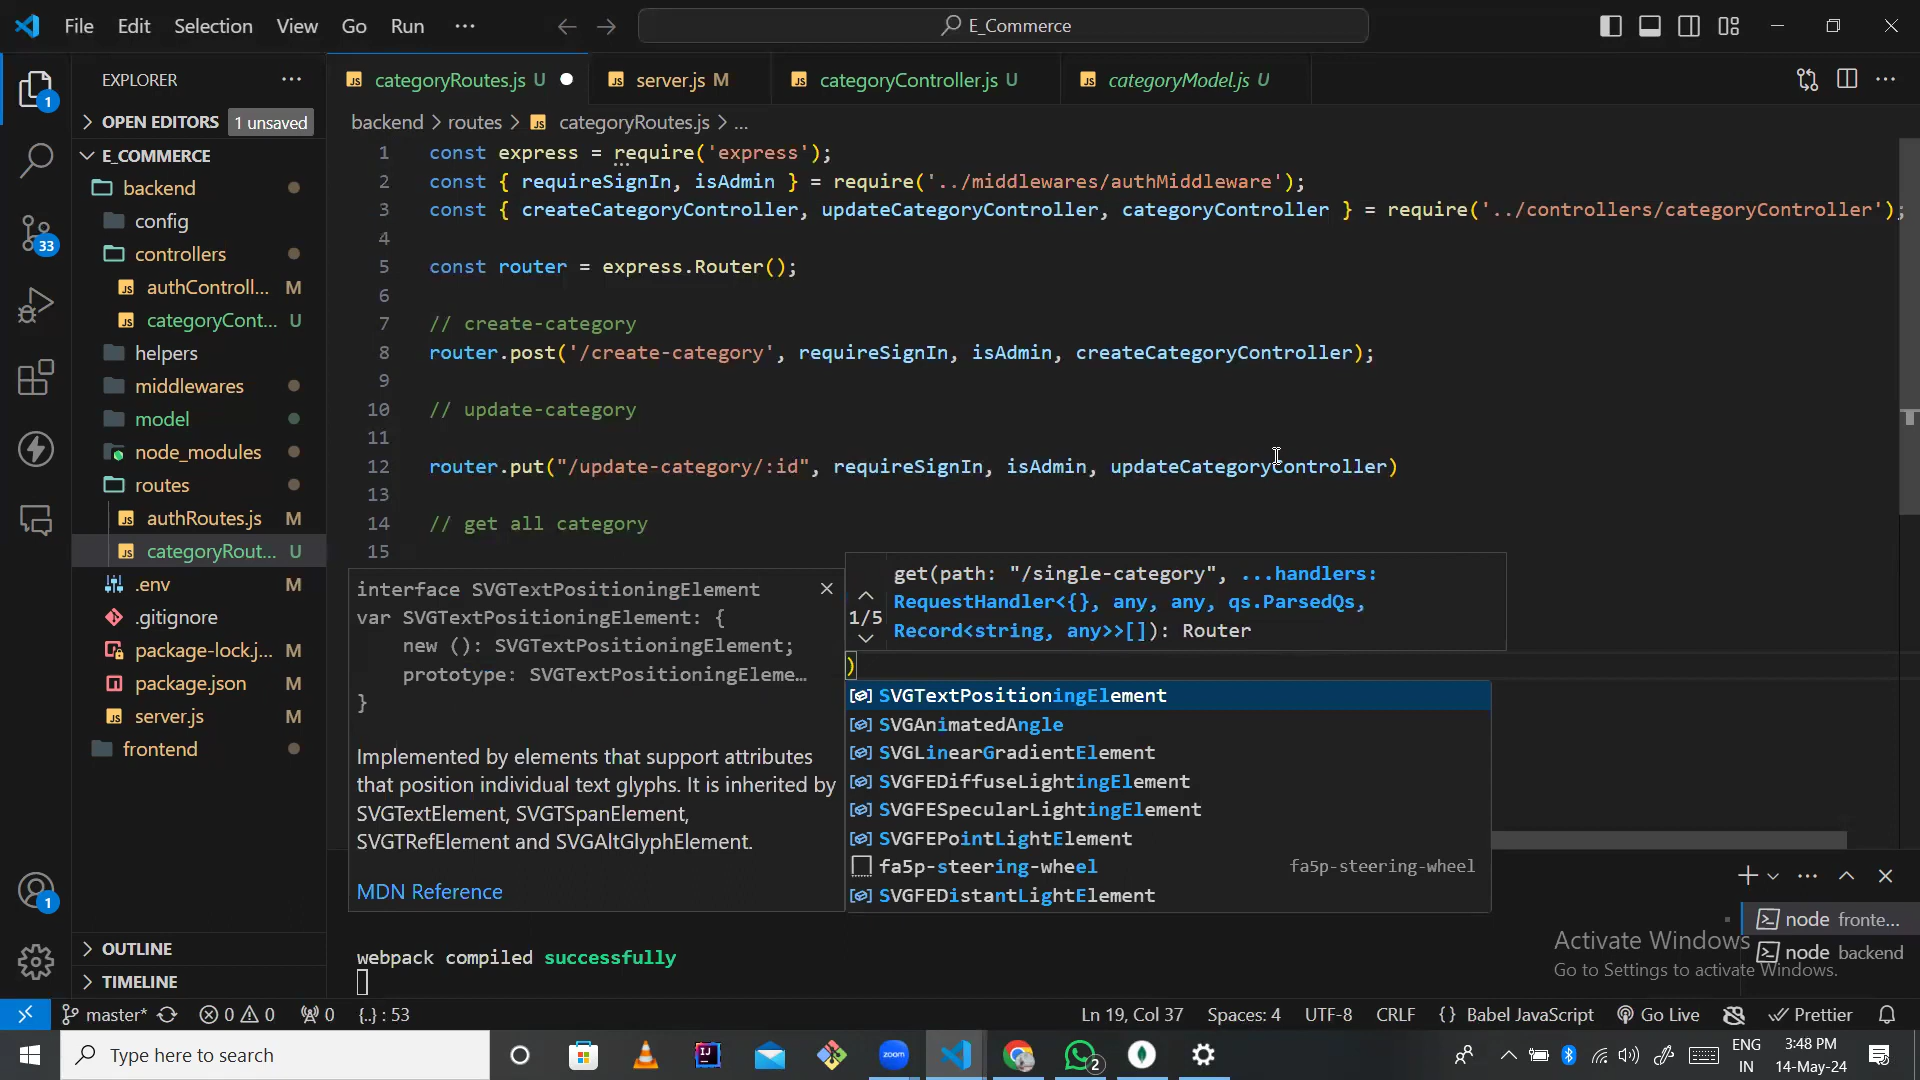 File Edit Selection View Go Run ··· E_Commerce
EXPLORER ···
categoryRoutes.js U server.js M categoryController.js U categoryModel.js U ···
OPEN EDITORS 1 unsaved
backend > routes > categoryRoutes.js > ...
E_COMMERCE
backend
config
controllers
authControll... M
categoryCont... U
helpers
middlewares
model
node_modules
routes
authRoutes.js M
categoryRout... U
.env M
.gitignore
package-lock.j... M
package.json M
server.js M
frontend
OUTLINE
TIMELINE
1
33
1
1 const express = require('express');
2 const { requireSignIn, isAdmin } = require('../middlewares/authMiddleware');
3 const { createCategoryController, updateCategoryController, categoryController } = require('../controllers/categoryController');
4
5 const router = express.Router();
6
7 // create-category
8 router.post('/create-category', requireSignIn, isAdmin, createCategoryController);
9
10 // update-category
11
12 router.put("/update-category/:id", requireSignIn, isAdmin, updateCategoryController)
13
14 // get all category
15
interface SVGTextPositioningElement
var SVGTextPositioningElement: {
new (): SVGTextPositioningElement;
prototype: SVGTextPositioningEleme...
}
Implemented by elements that support attributes
that position individual text glyphs. It is inherited by
SVGTextElement, SVGTSpanElement,
SVGTRefElement and SVGAltGlyphElement.
MDN Reference
1/5
get(path: "/single-category", ...handlers:
RequestHandler<{}, any, any, qs.ParsedQs,
Record<string, any>>[]): Router
)
SVGTextPositioningElement
SVGAnimatedAngle
SVGLinearGradientElement
SVGFEDiffuseLightingElement
SVGFESpecularLightingElement
SVGFEPointLightElement
fa5p-steering-wheel fa5p-steering-wheel
SVGFEDistantLightElement
webpack compiled successfully
···
node fronte...
node backend
Activate Windows
Go to Settings to activate Windows.
master* 0 0 0 {..} : 53 Ln 19, Col 37 Spaces: 4 UTF-8 CRLF {} Babel JavaScript Go Live Prettier
Type here to search zoom 2 ENG IN 3:48 PM 14-May-24